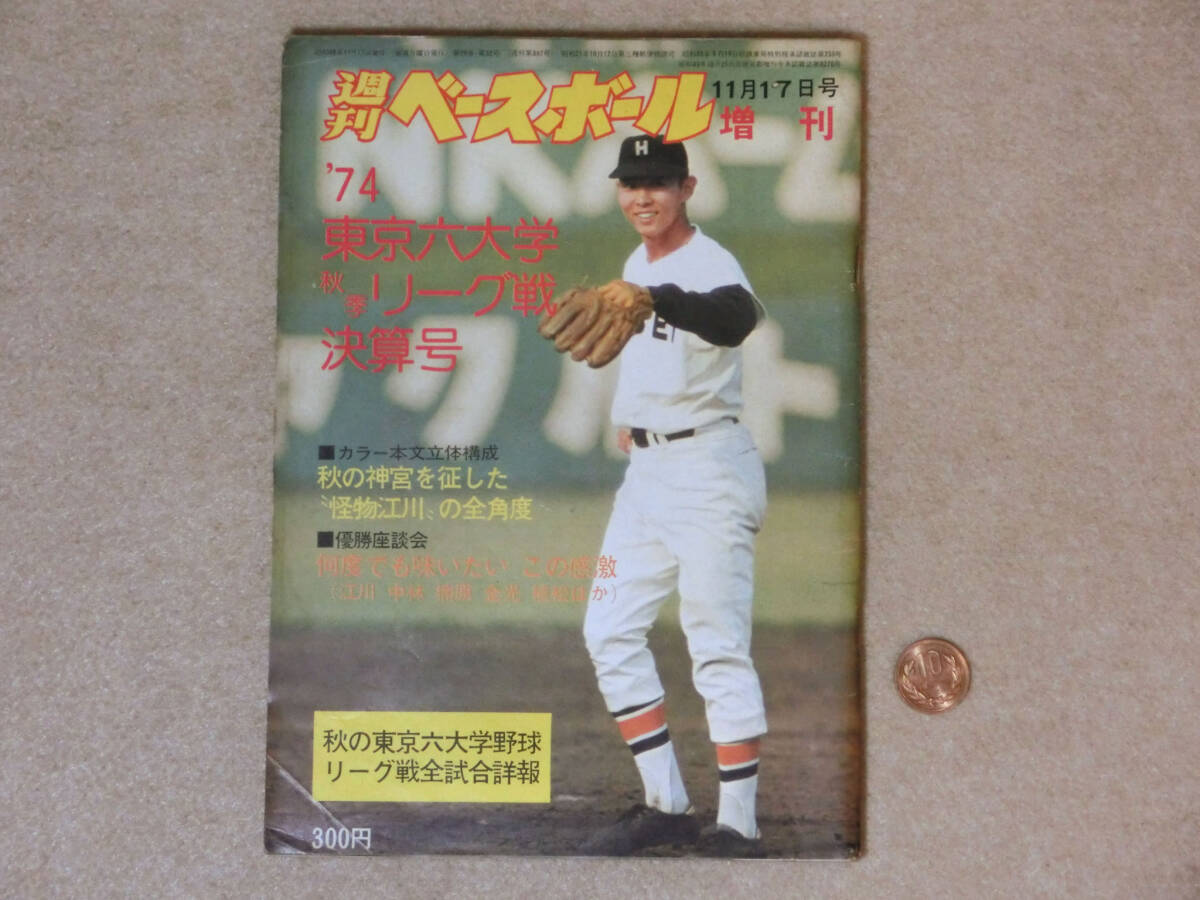 週刊 ベースボール
11月17日号
増刊
'74
東京六大学
秋季リーグ戦
決算号
H
■カラー本文立体構成
秋の神宮を征した
〝怪物江川〟の全角度
■優勝座談会
何度でも味いたい この感激
秋の東京六大学野球
リーグ戦全試合詳報
300円
10